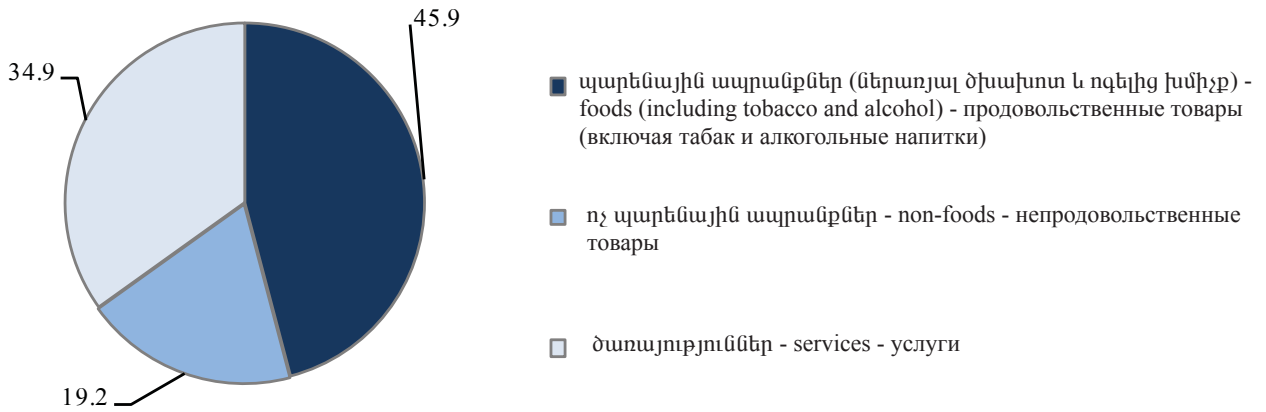 45.9
34.9
պարենային ապրանքներ (ներառյալ ծխախոտ և ոգելից խմիչք) -
foods (including tobacco and alcohol) - продовольственные товары
(включая табак и алкогольные напитки)
ոչ պարենային ապրանքներ - non-foods - непродовольственные
товары
ծառայություններ - services - услуги
19.2